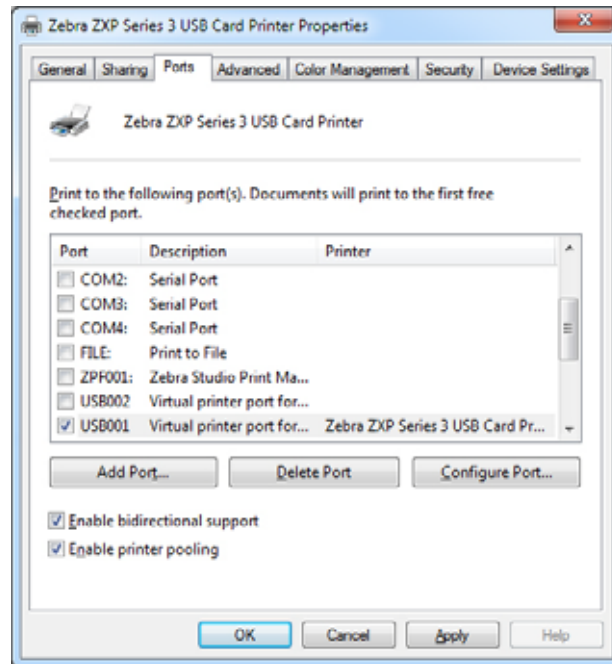 Zebra ZXP Series 3 USB Card Printer Properties
General Sharing Ports Advanced Color Management Security Device Settings
Zebra ZXP Series 3 USB Card Printer
Print to the following port(s). Documents will print to the first free
checked port.
Port Description Printer
COM2: Serial Port
COM3: Serial Port
COM4: Serial Port
FILE: Print to File
ZPF001: Zebra Studio Print Ma...
USB002 Virtual printer port for...
USB001 Virtual printer port for... Zebra ZXP Series 3 USB Card Pr...
Add Port... Delete Port Configure Port...
Enable bidirectional support
Enable printer pooling
OK Cancel Apply Help